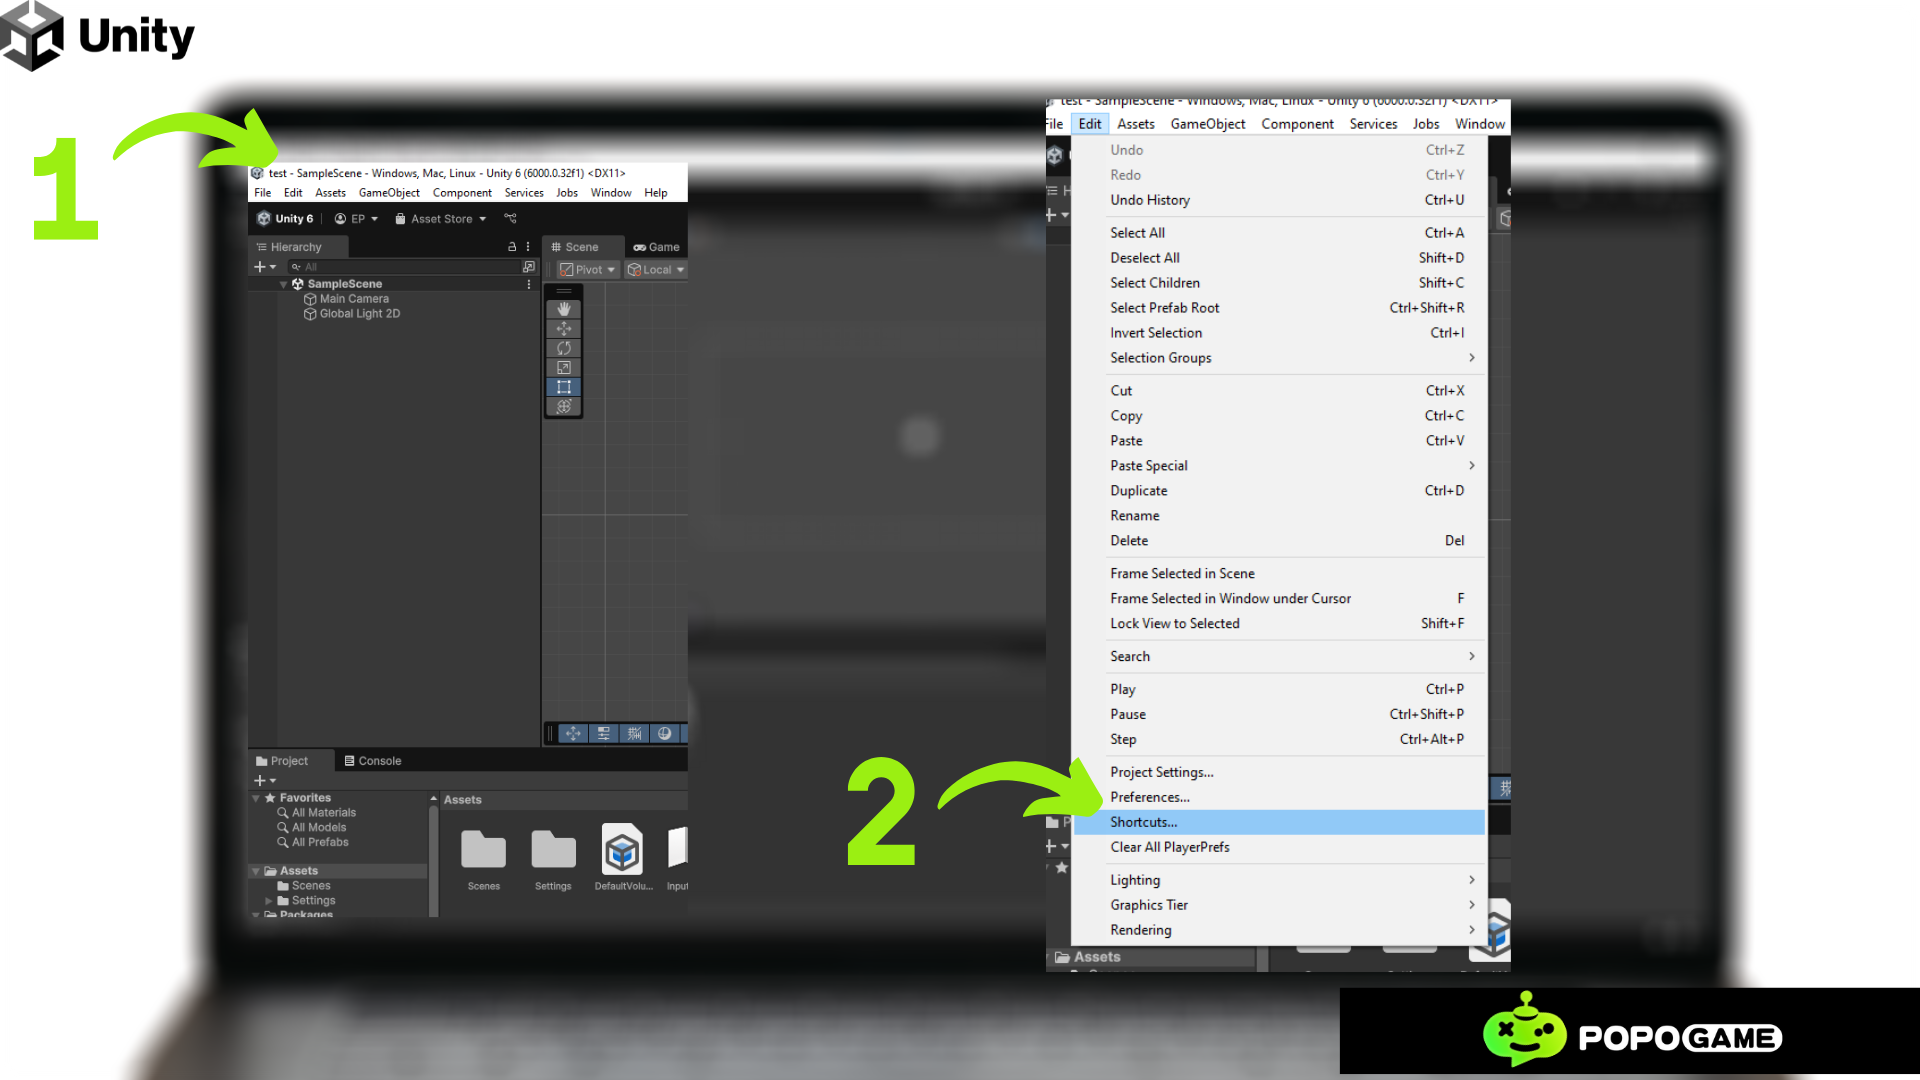 Unity
1
test - SampleScene - Windows, Mac, Linux - Unity 6 (6000.0.32f1) <DX11>
File Edit Assets GameObject Component Services Jobs Window Help
Unity 6 EP Asset Store
Hierarchy
Scene Game
All
Pivot Local
SampleScene
Main Camera
Global Light 2D
Project Console
Favorites
All Materials
All Models
All Prefabs
Assets
Scenes
Settings
Packages
Assets
Scenes Settings DefaultVolu... Input
2
test - SampleScene - Windows, Mac, Linux - Unity 6 (6000.0.32f1) <DX11>
File Edit Assets GameObject Component Services Jobs Window
Undo Ctrl+Z
Redo Ctrl+Y
Undo History Ctrl+U
Select All Ctrl+A
Deselect All Shift+D
Select Children Shift+C
Select Prefab Root Ctrl+Shift+R
Invert Selection Ctrl+I
Selection Groups
Cut Ctrl+X
Copy Ctrl+C
Paste Ctrl+V
Paste Special
Duplicate Ctrl+D
Rename
Delete Del
Frame Selected in Scene
Frame Selected in Window under Cursor F
Lock View to Selected Shift+F
Search
Play Ctrl+P
Pause Ctrl+Shift+P
Step Ctrl+Alt+P
Project Settings...
Preferences...
Shortcuts...
Clear All PlayerPrefs
Lighting
Graphics Tier
Rendering
Assets
POPOGAME